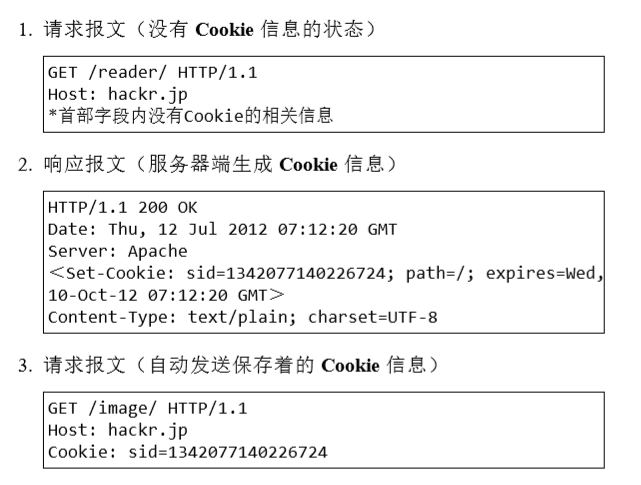 1. 请求报文（没有 Cookie 信息的状态）
GET /reader/ HTTP/1.1
Host: hackr.jp
*首部字段内没有Cookie的相关信息
2. 响应报文（服务器端生成 Cookie 信息）
HTTP/1.1 200 OK
Date: Thu, 12 Jul 2012 07:12:20 GMT
Server: Apache
＜Set-Cookie: sid=1342077140226724; path=/; expires=Wed,
10-Oct-12 07:12:20 GMT＞
Content-Type: text/plain; charset=UTF-8
3. 请求报文（自动发送保存着的 Cookie 信息）
GET /image/ HTTP/1.1
Host: hackr.jp
Cookie: sid=1342077140226724